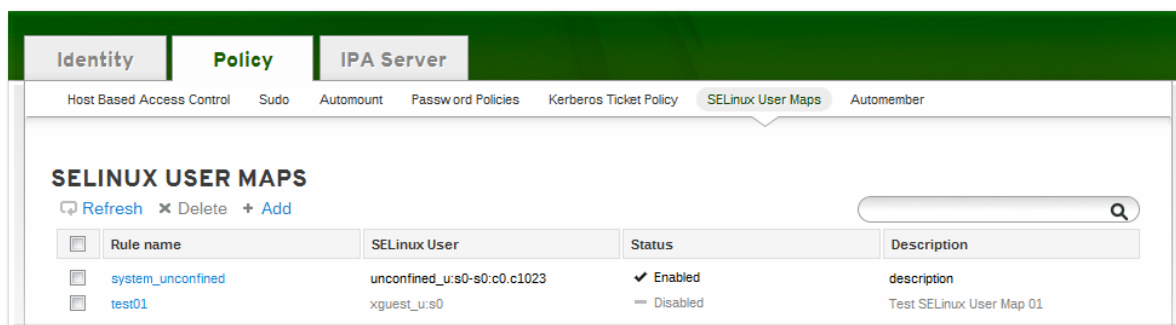 Identity Policy IPA Server
Host Based Access Control Sudo Automount Password Policies Kerberos Ticket Policy SELinux User Maps Automember
SELINUX USER MAPS
Refresh Delete Add
Rule name SELinux User Status Description
system_unconfined unconfined_u:s0-s0:c0.c1023 Enabled description
test01 xguest_u:s0 Disabled Test SELinux User Map 01